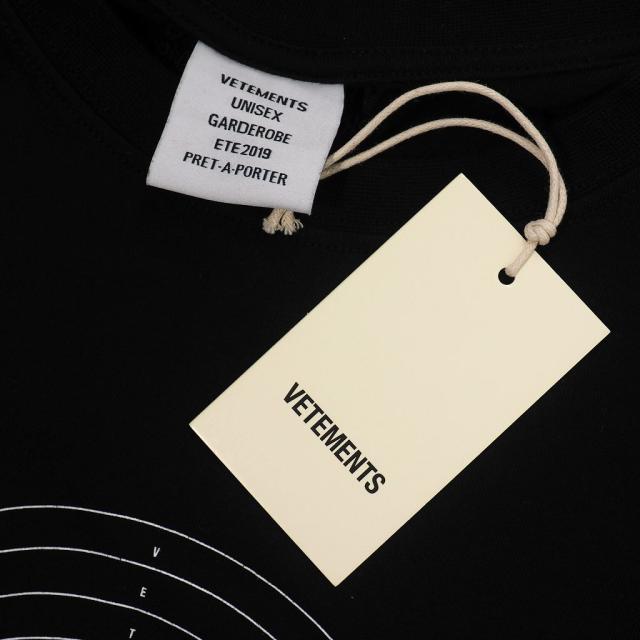 VETEMENTS
UNISEX
GARDEROBE
ETE2019
PRET-A-PORTER
VETEMENTS
V
E
T